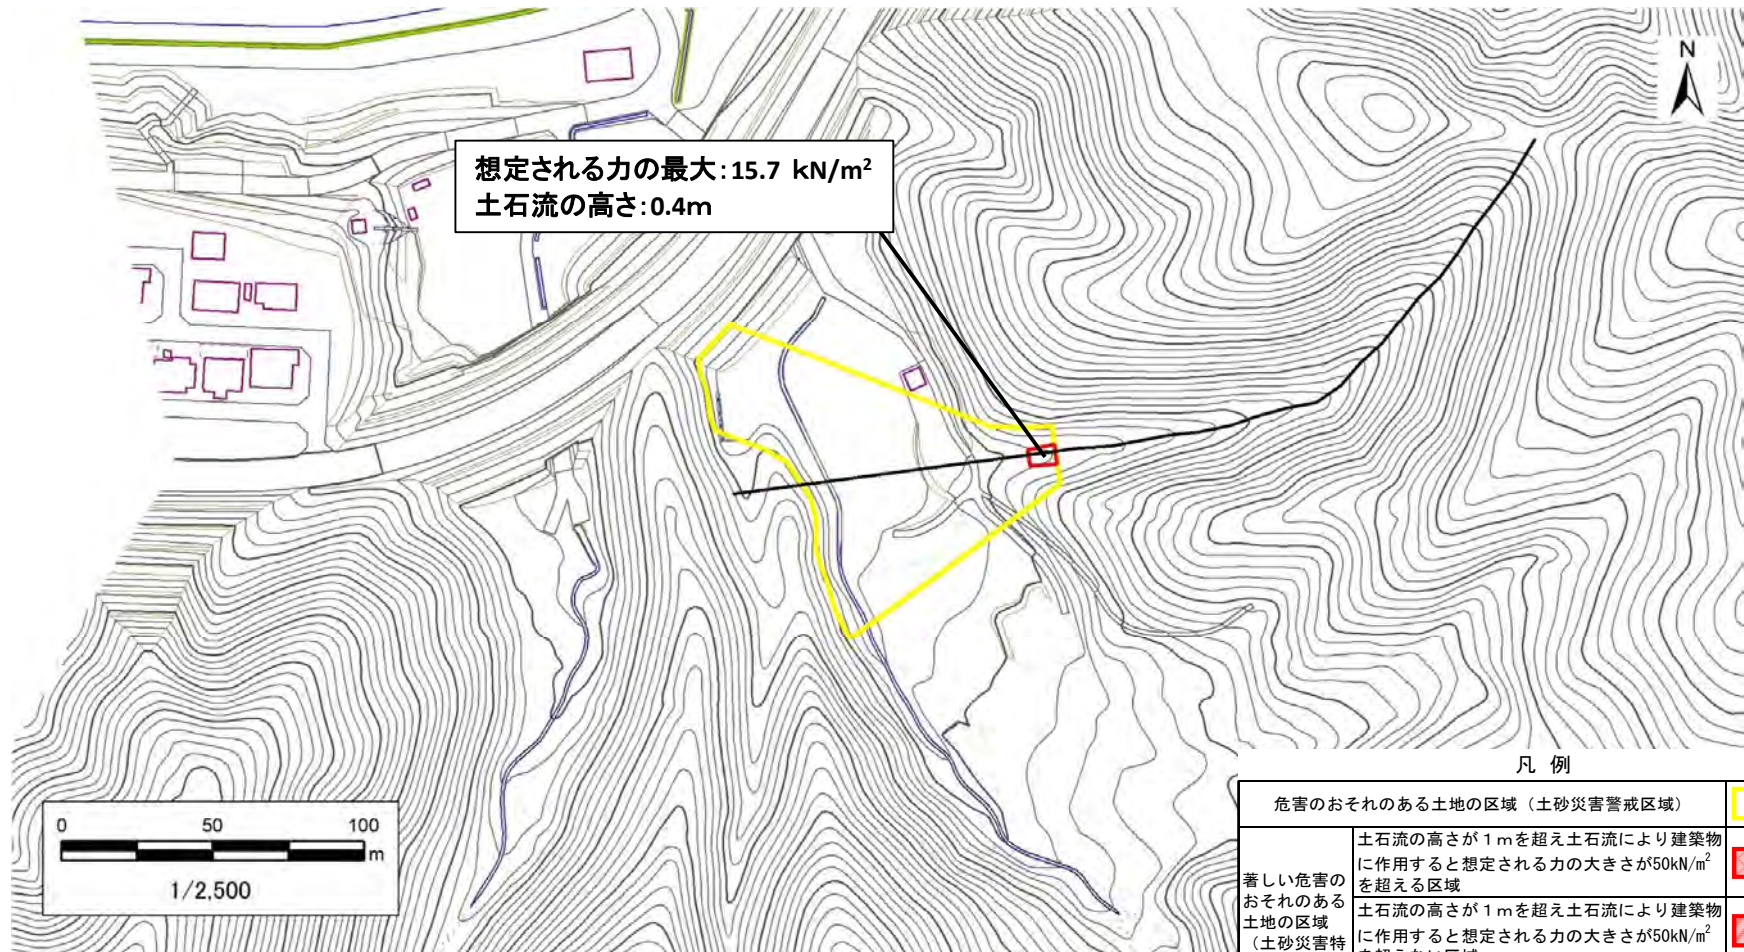 N
想定される力の最大:15.7 kN/m²
土石流の高さ:0.4m
0 50 100
m
1/2,500
凡 例
危害のおそれのある土地の区域（土砂災害警戒区域）
土石流の高さが１ｍを超え土石流により建築物
に作用すると想定される力の大きさが50kN/㎡
を超える区域
著しい危害の
おそれのある
土地の区域
（土砂災害特
土石流の高さが１ｍを超え土石流により建築物
に作用すると想定される力の大きさが50kN/㎡